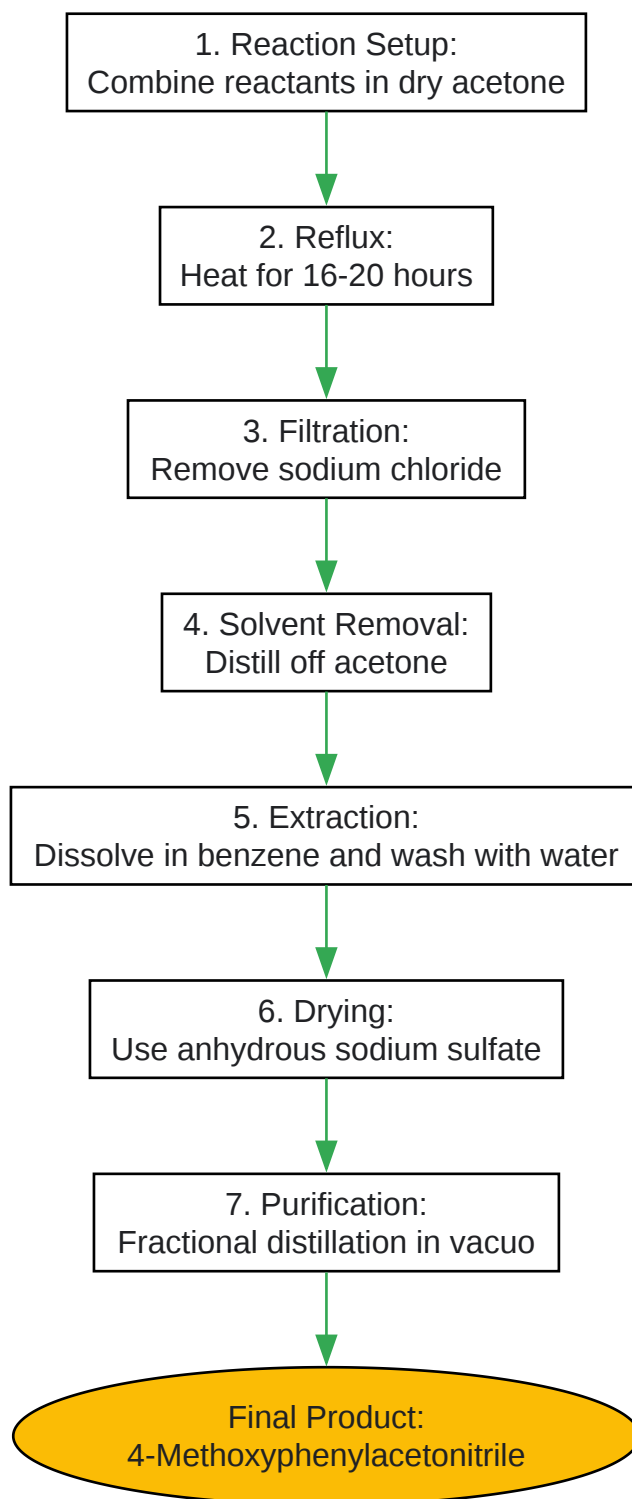 1. Reaction Setup:
Combine reactants in dry acetone
2. Reflux:
Heat for 16-20 hours
3. Filtration:
Remove sodium chloride
4. Solvent Removal:
Distill off acetone
5. Extraction:
Dissolve in benzene and wash with water
6. Drying:
Use anhydrous sodium sulfate
7. Purification:
Fractional distillation in vacuo
Final Product:
4-Methoxyphenylacetonitrile